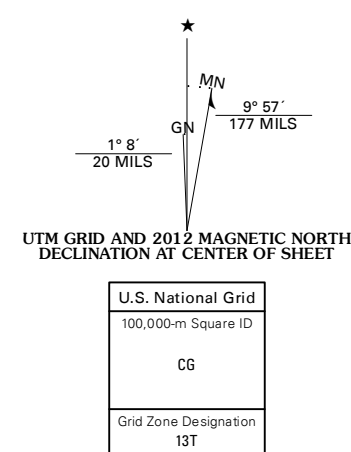 ★
MN
9° 57´
177 MILS
GN
1° 8´
20 MILS
UTM GRID AND 2012 MAGNETIC NORTH
DECLINATION AT CENTER OF SHEET
U.S. National Grid
100,000-m Square ID
CG
Grid Zone Designation
13T